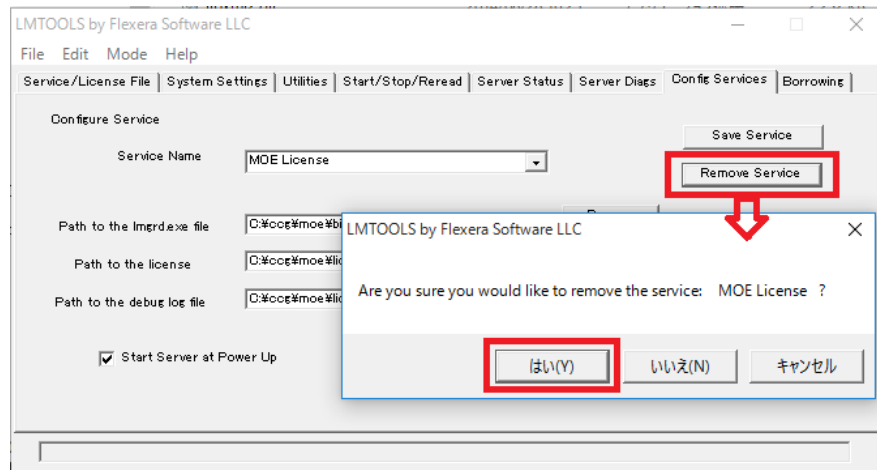 LMTOOLS by Flexera Software LLC
File Edit Mode Help
Service/License File System Settings Utilities Start/Stop/Reread Server Status Server Diags Config Services Borrowing
Configure Service
Save Service
Service Name MOE License
Remove Service
Path to the lmgrd.exe file C:¥ccg¥moe¥bi
Path to the license C:¥ccg¥moe¥lic
Path to the debug log file C:¥ccg¥moe¥lic
Start Server at Power Up
LMTOOLS by Flexera Software LLC
Are you sure you would like to remove the service: MOE License ?
はい(Y) いいえ(N) キャンセル